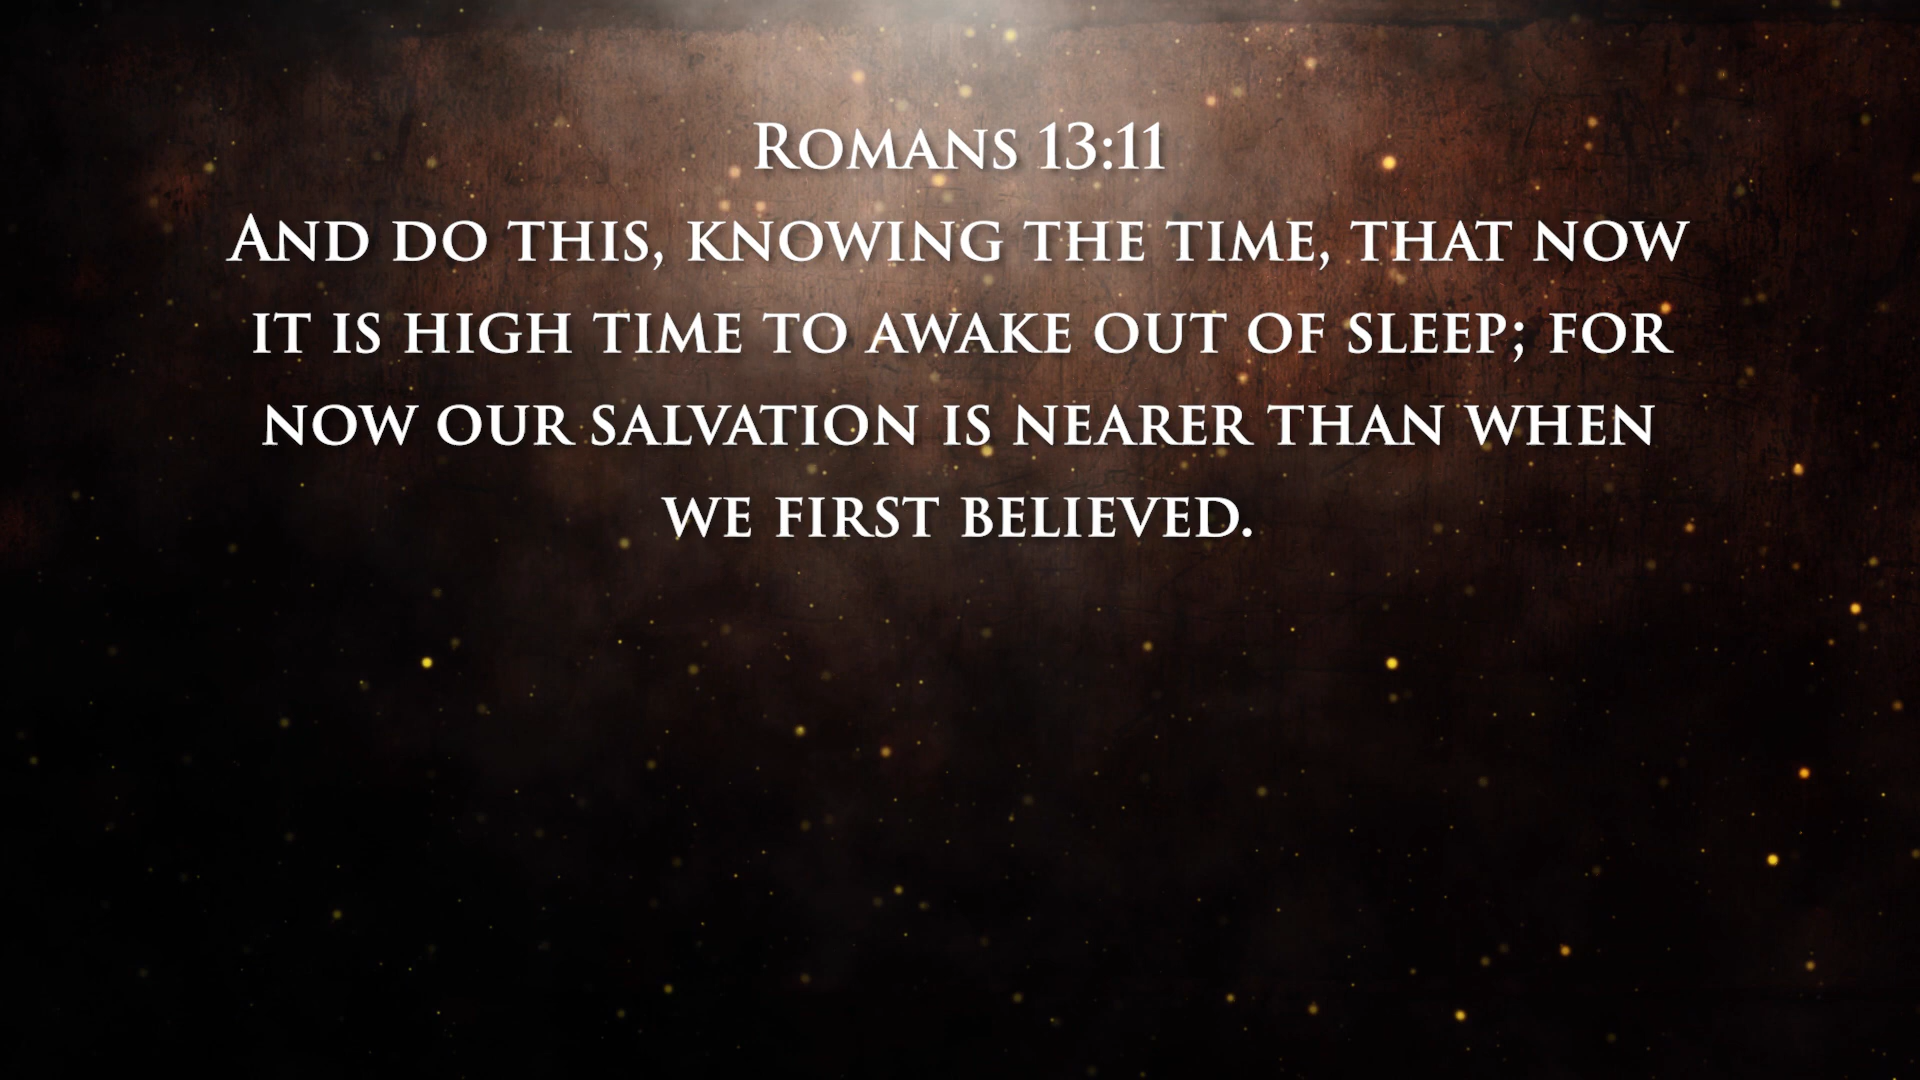 Romans 13:11
And do this, knowing the time, that now
it is high time to awake out of sleep; for
now our salvation is nearer than when
we first believed.